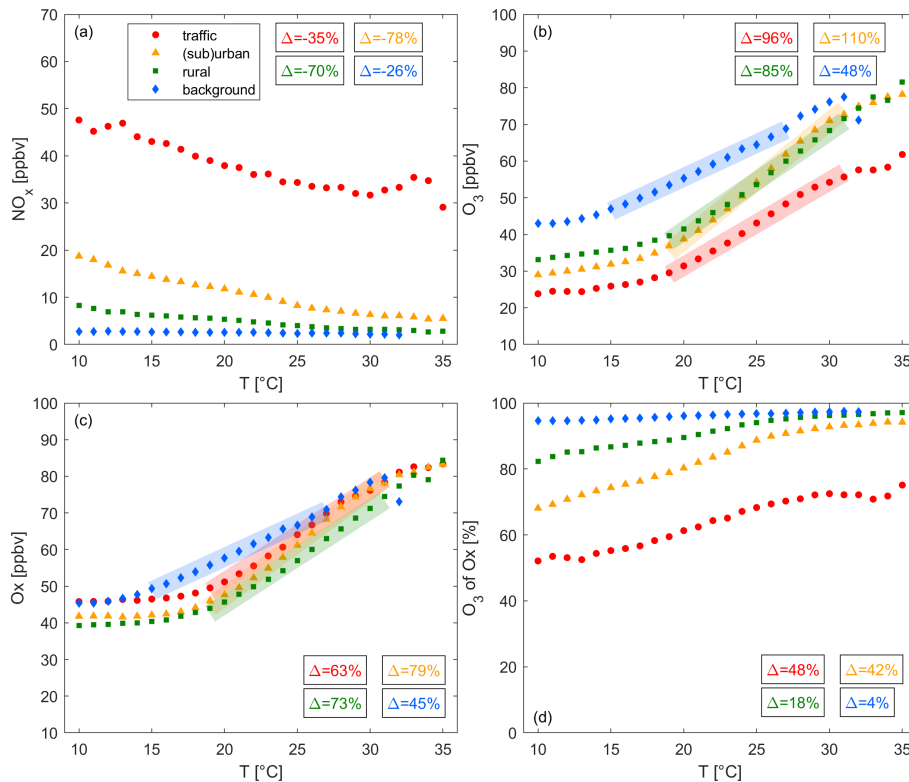 (a)
traffic
(sub)urban
rural
background
Δ=-35%
Δ=-78%
Δ=-70%
Δ=-26%
100
90
80
70
60
50
40
30
20
10
0
NOx [ppbv]
10
15
20
25
30
35
T [°C]
(b)
Δ=96%
Δ=110%
Δ=85%
Δ=48%
100
90
80
70
60
50
40
30
20
10
O3 [ppbv]
10
15
20
25
30
35
T [°C]
(c)
100
90
80
70
60
50
40
30
20
10
Ox [ppbv]
Δ=63%
Δ=79%
Δ=73%
Δ=45%
10
15
20
25
30
35
T [°C]
100
80
60
40
20
0
O3 of Ox [%]
Δ=48%
Δ=42%
Δ=18%
Δ=4%
(d)
10
15
20
25
30
35
T [°C]